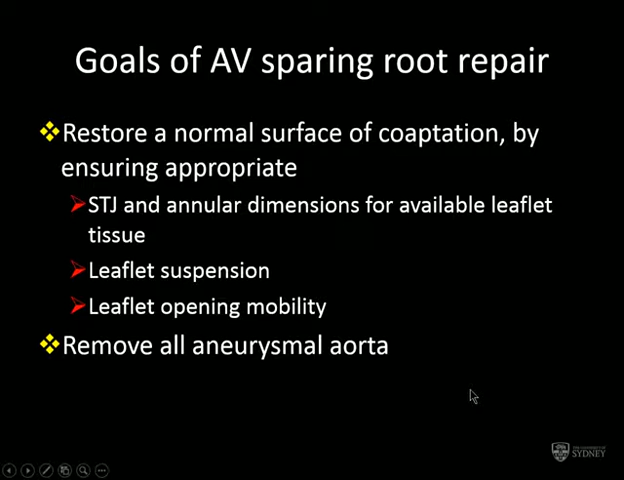 Goals of AV sparing root repair
Restore a normal surface of coaptation, by
ensuring appropriate
STJ and annular dimensions for available leaflet
tissue
Leaflet suspension
Leaflet opening mobility
Remove all aneurysmal aorta
SYDNEY